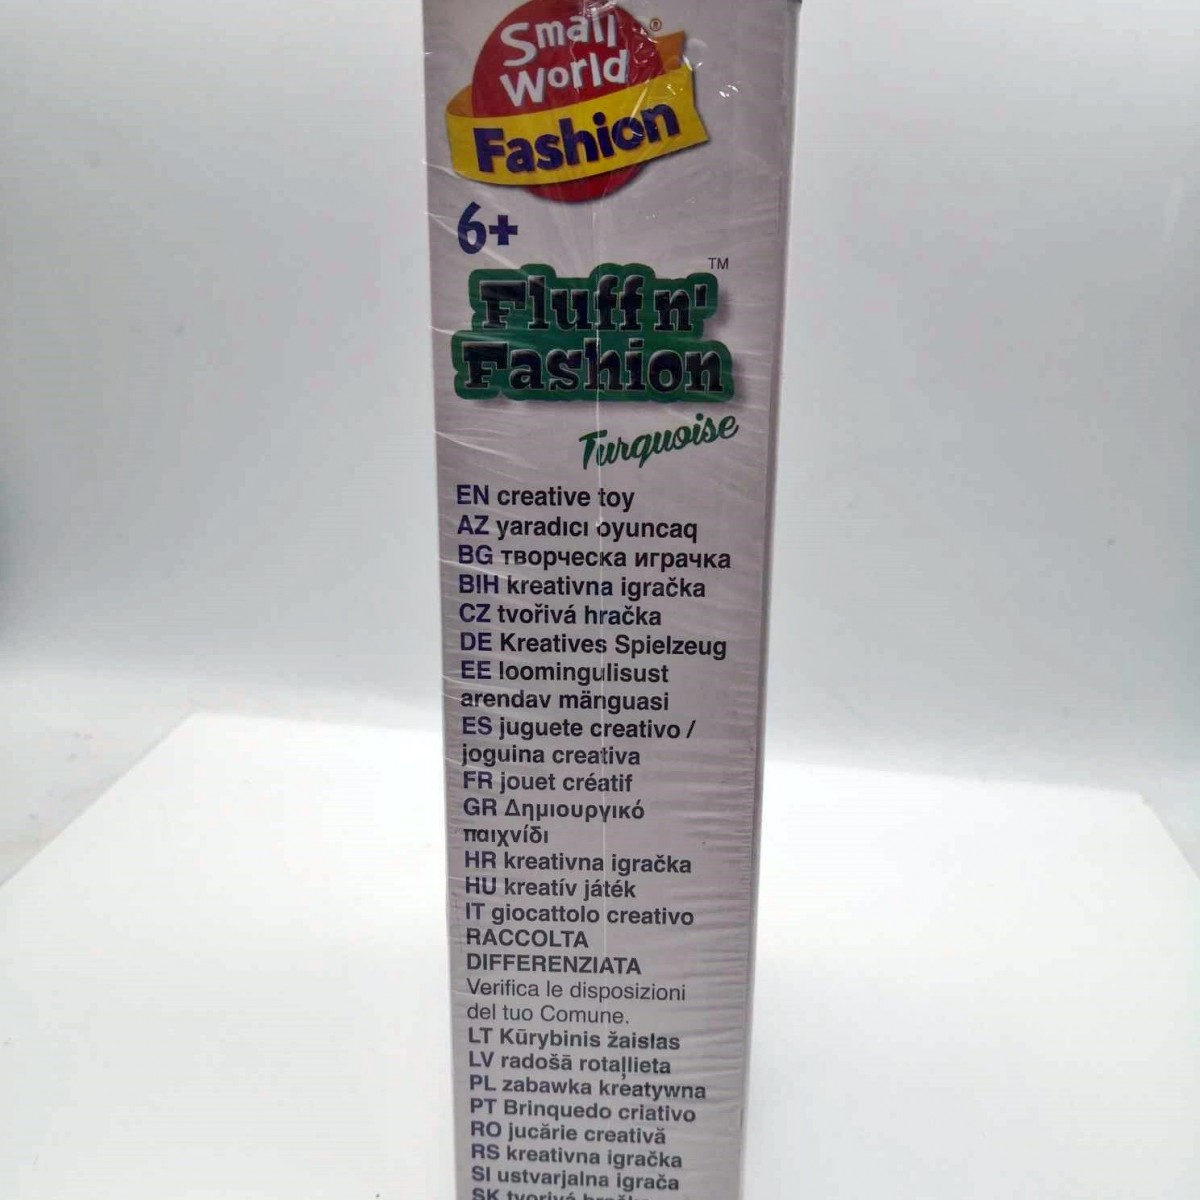 Small
World
®
Fashion
6+
Fluff n'
™
Fashion
Turquoise
EN creative toy
AZ yaradıcı oyuncaq
BG творческа играчка
BIH kreativna igračka
CZ tvořivá hračka
DE Kreatives Spielzeug
EE loomingulisust
arendav mänguasi
ES juguete creativo /
joguina creativa
FR jouet créatif
GR Δημιουργικό
παιχνίδι
HR kreativna igračka
HU kreatív játék
IT giocattolo creativo
RACCOLTA
DIFFERENZIATA
Verifica le disposizioni
del tuo Comune.
LT Kūrybinis žaislas
LV radošā rotaļlieta
PL zabawka kreatywna
PT Brinquedo criativo
RO jucărie creativă
RS kreativna igračka
SI ustvarjalna igrača
SK tvorivá hračka